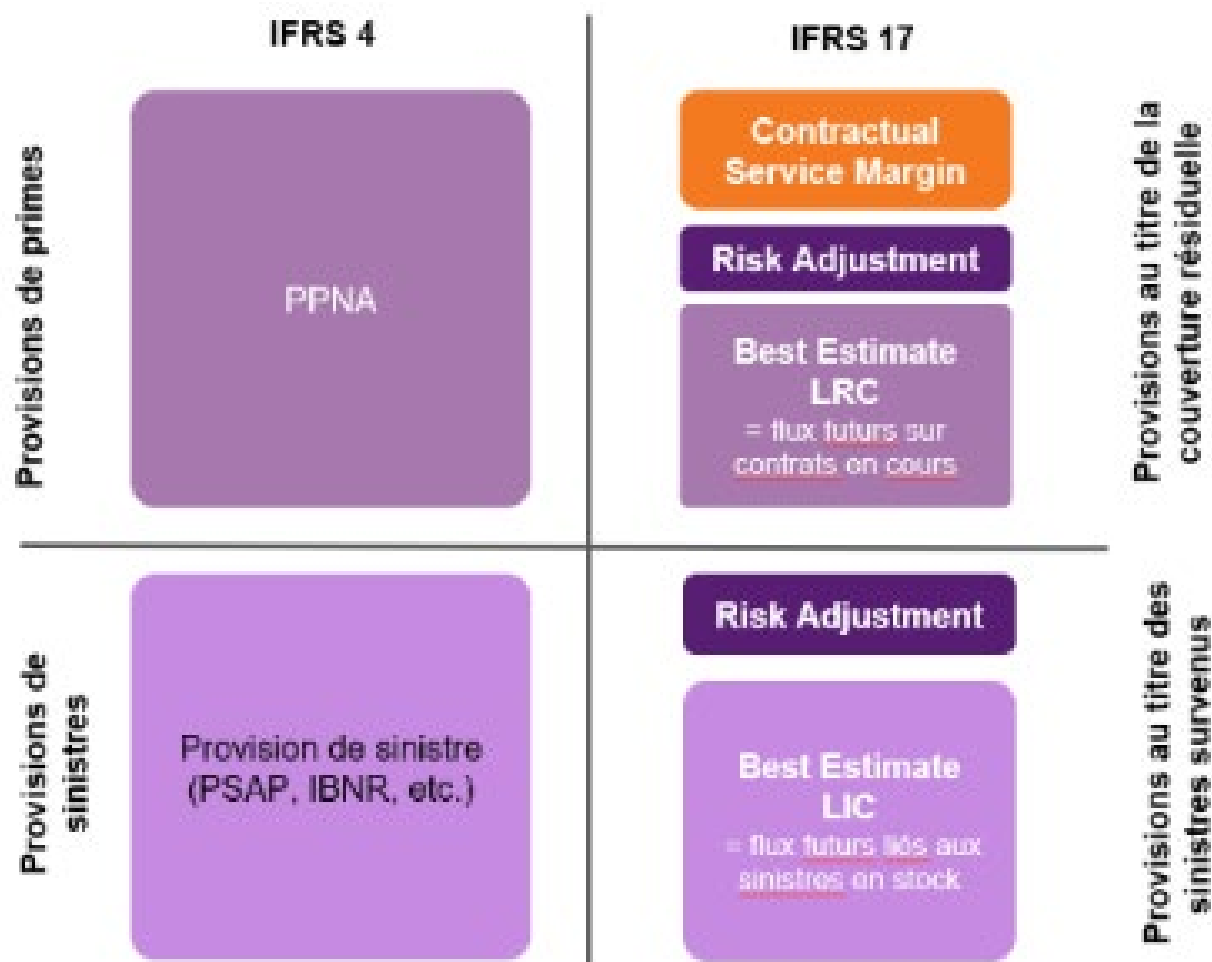 IFRS 4
IFRS 17
Provisions de primes
PPNA
Contractual
Service Margin
Risk Adjustment
Best Estimate
LRC
= flux futurs sur
contrats en cours
Provisions au titre de la
couverture résiduelle
Provisions de
sinistres
Provision de sinistre
(PSAP, IBNR, etc.)
Risk Adjustment
Best Estimate
LIC
= flux futurs liés aux
sinistres en stock
Provisions au titre des
sinistres survenus